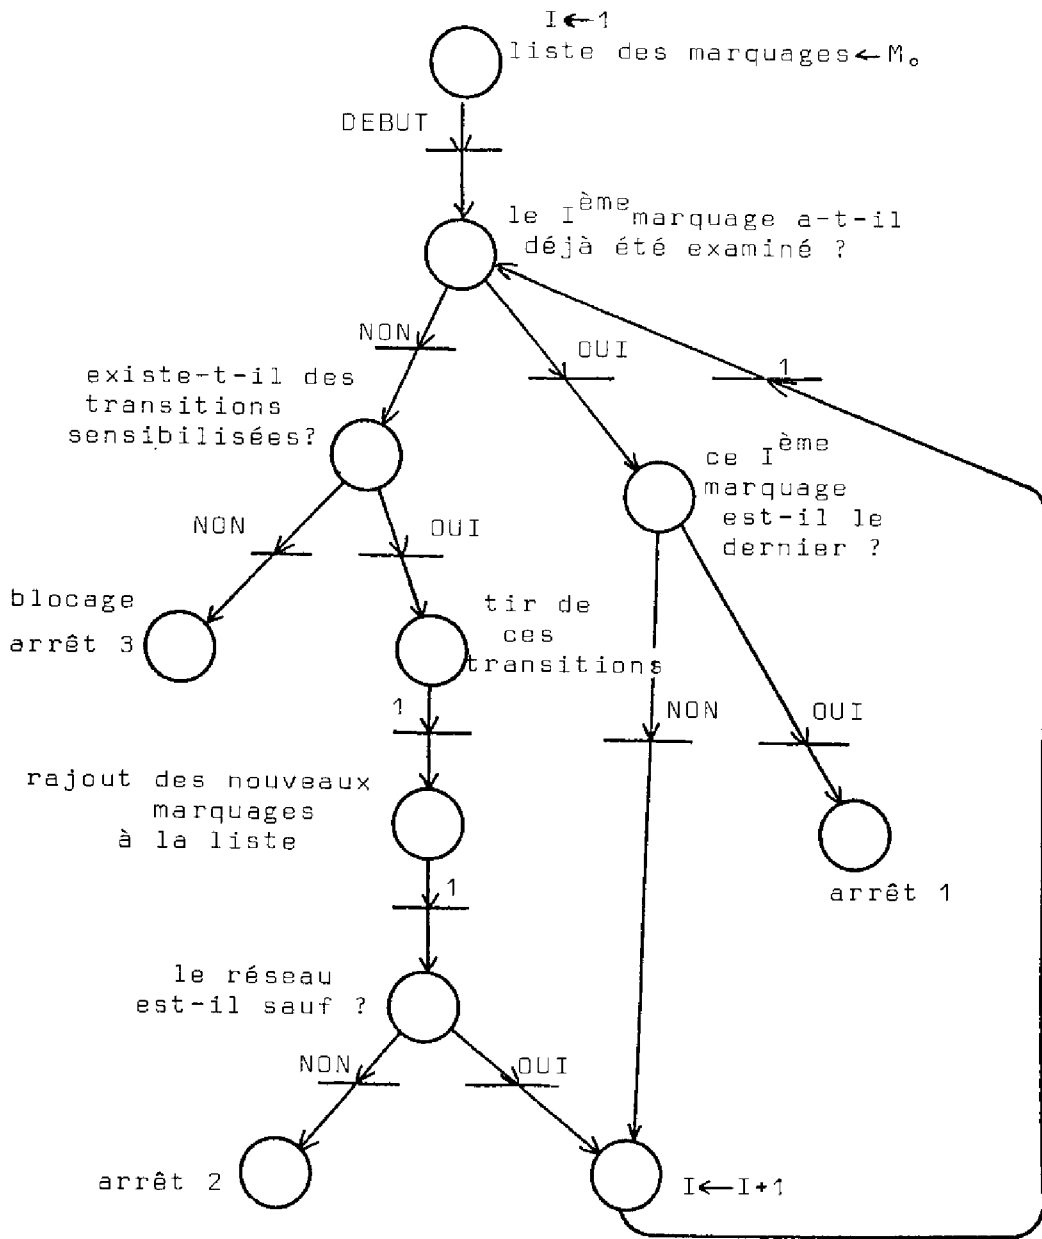 I←1
liste des marquages←M₀
DEBUT
le Ième marquage a-t-il
déjà été examiné ?
NON
OUI
1
existe-t-il des
transitions
sensibilisées?
ce Ième
marquage
est-il le
dernier ?
NON
OUI
blocage
arrêt 3
tir de
ces
transitions
1
NON
OUI
rajout des nouveaux
marquages
à la liste
arrêt 1
1
le réseau
est-il sauf ?
NON
OUI
arrêt 2
I←I+1